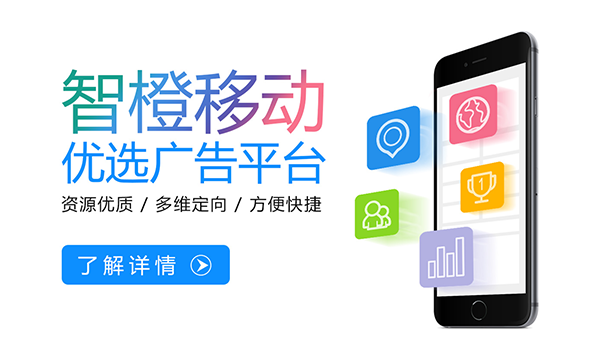 智橙移动
优选广告平台
资源优质 / 多维定向 / 方便快捷
了解详情
1